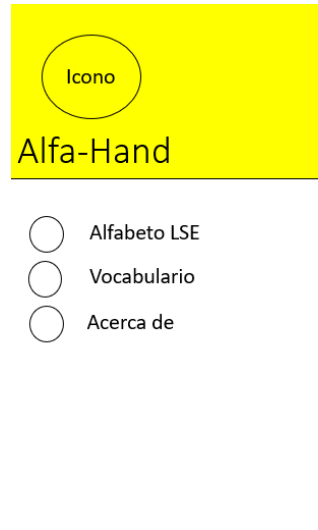 Icono
Alfa-Hand
Alfabeto LSE
Vocabulario
Acerca de